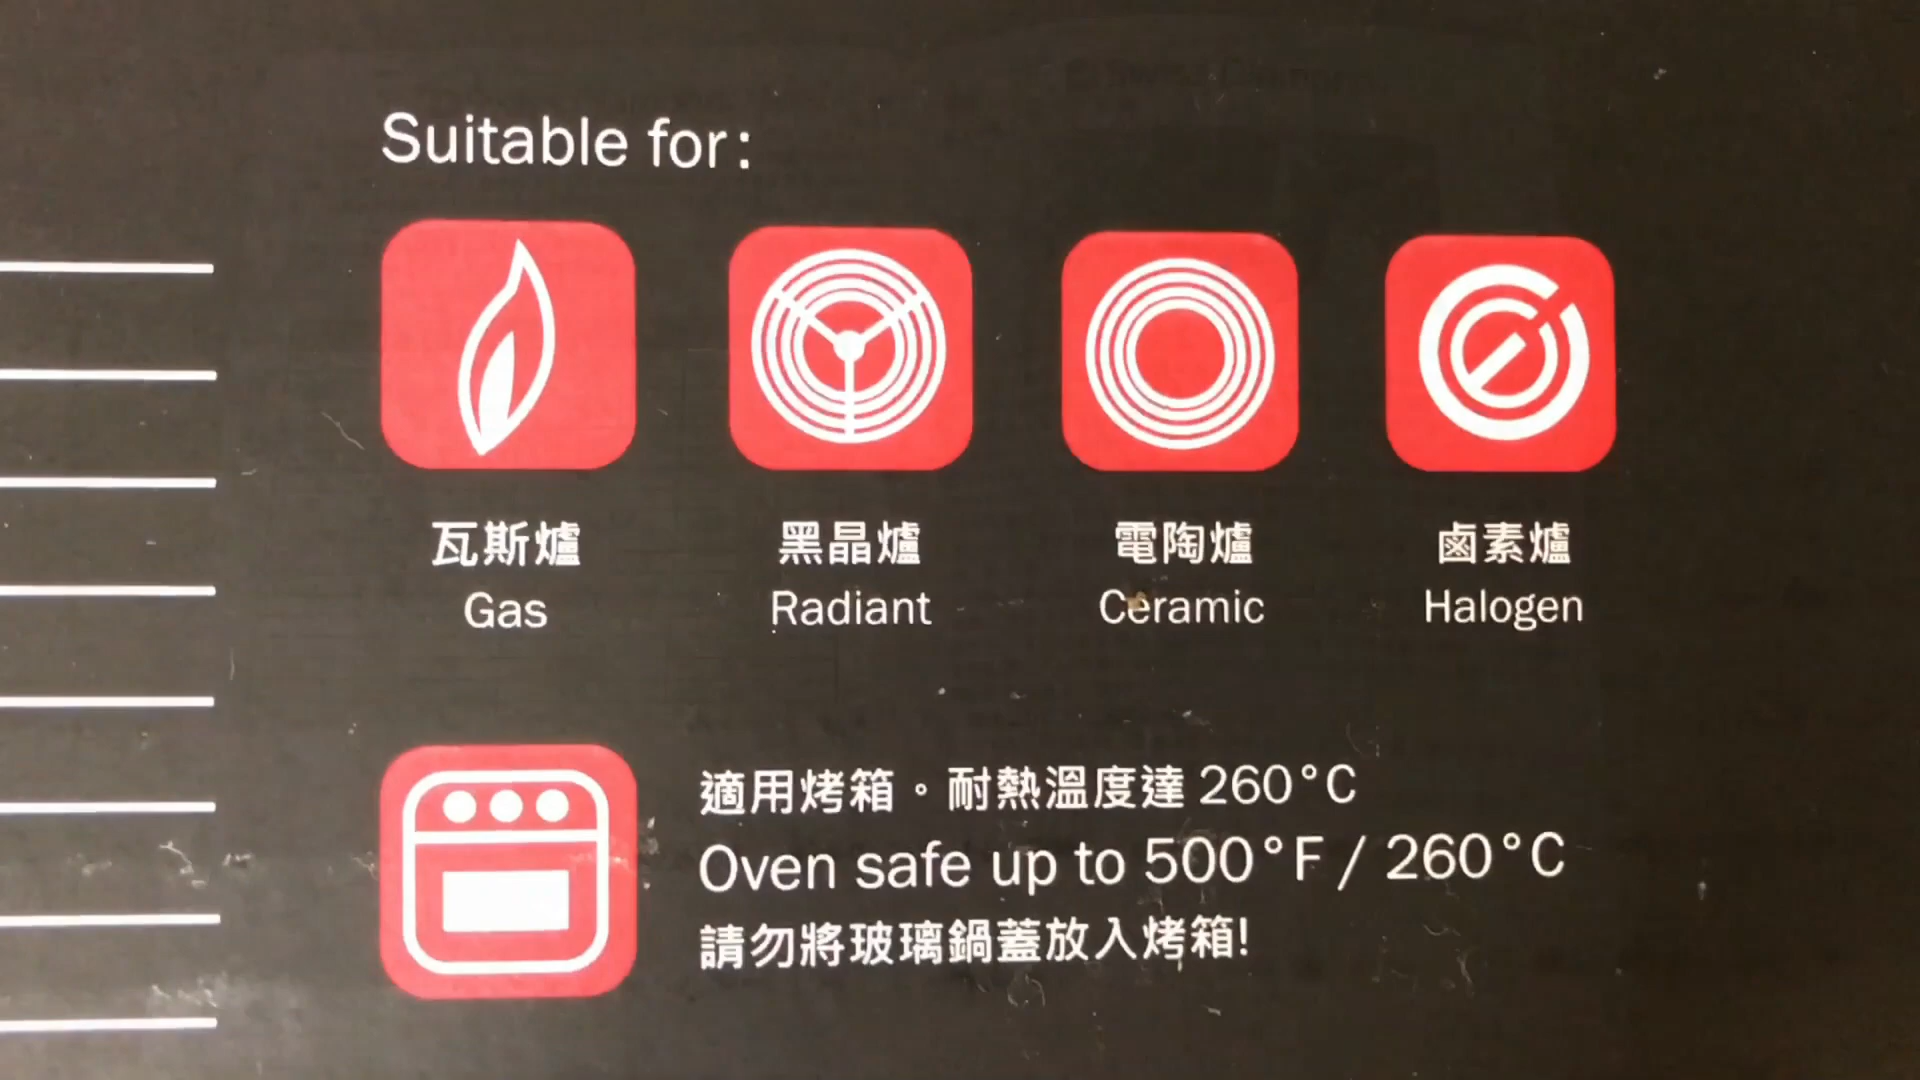 Suitable for:
瓦斯爐 黑晶爐 電陶爐 鹵素爐
Gas Radiant Ceramic Halogen
適用烤箱。耐熱溫度達 260°C
Oven safe up to 500°F / 260°C
請勿將玻璃鍋蓋放入烤箱!